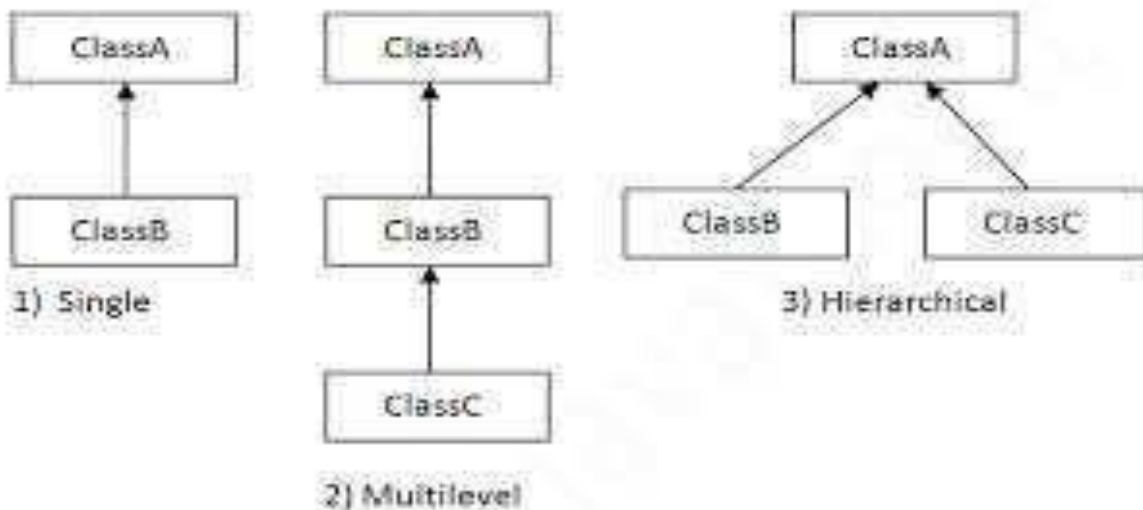 ClassA
ClassB
1) Single
ClassA
ClassB
ClassC
2) Multilevel
ClassA
ClassB
ClassC
3) Hierarchical